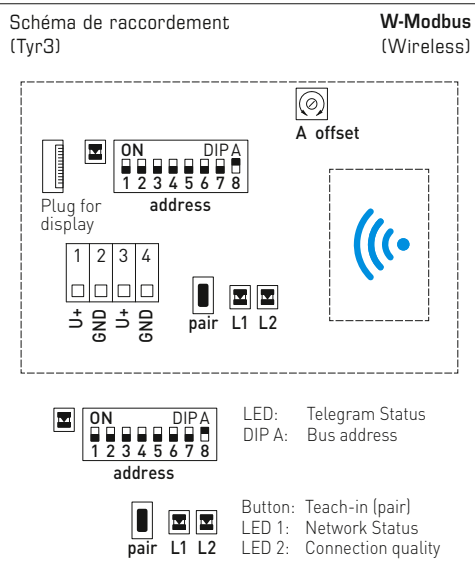 Schéma de raccordement
(Tyr3)
W-Modbus
(Wireless)
A offset
ON DIP A
1 2 3 4 5 6 7 8
address
Plug for
display
1 2 3 4
U+ GND U+ GND
pair L1 L2
ON DIP A
1 2 3 4 5 6 7 8
address
LED: Telegram Status
DIP A: Bus address
pair L1 L2
Button: Teach-in (pair)
LED 1: Network Status
LED 2: Connection quality